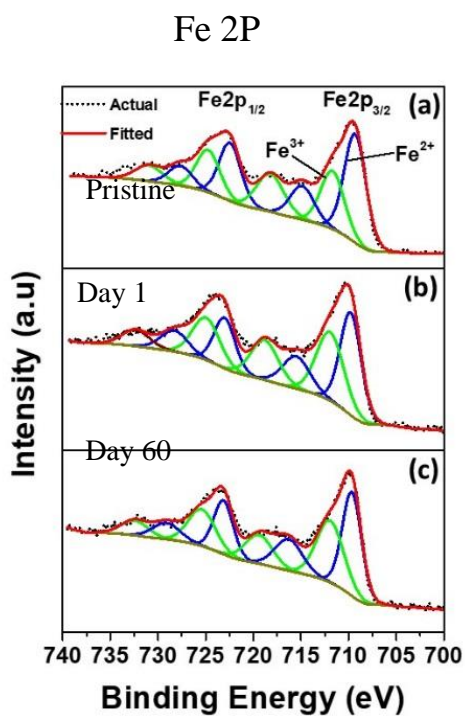 Fe 2P
Actual
Fitted
Fe2p1/2
Fe2p3/2
(a)
Fe3+
Fe2+
Pristine
Day 1
(b)
Day 60
(c)
Intensity (a.u)
740 735 730 725 720 715 710 705 700
Binding Energy (eV)